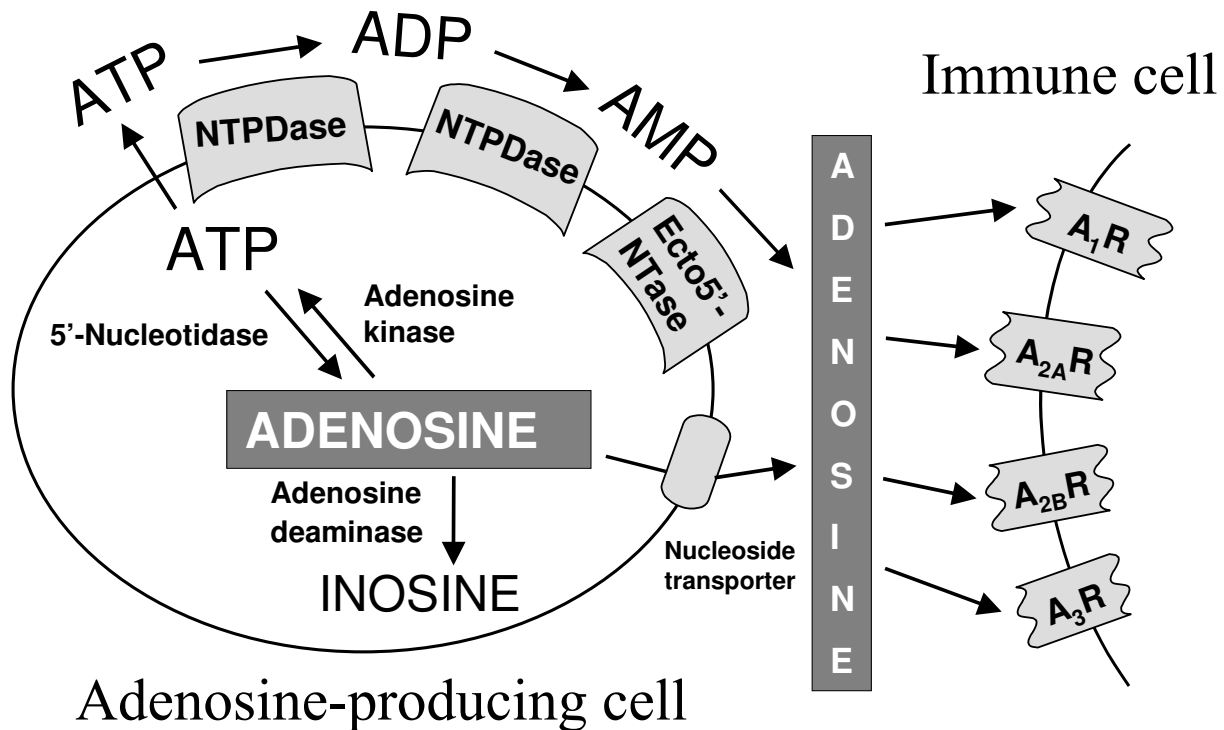 ATP
ADP
AMP
Immune cell
NTPDase
NTPDase
Ecto5'-
NTase
ATP
5'-Nucleotidase
Adenosine
kinase
ADENOSINE
Adenosine
deaminase
INOSINE
Nucleoside
transporter
A
D
E
N
O
S
I
N
E
A₁R
A₂AR
A₂BR
A₃R
Adenosine-producing cell